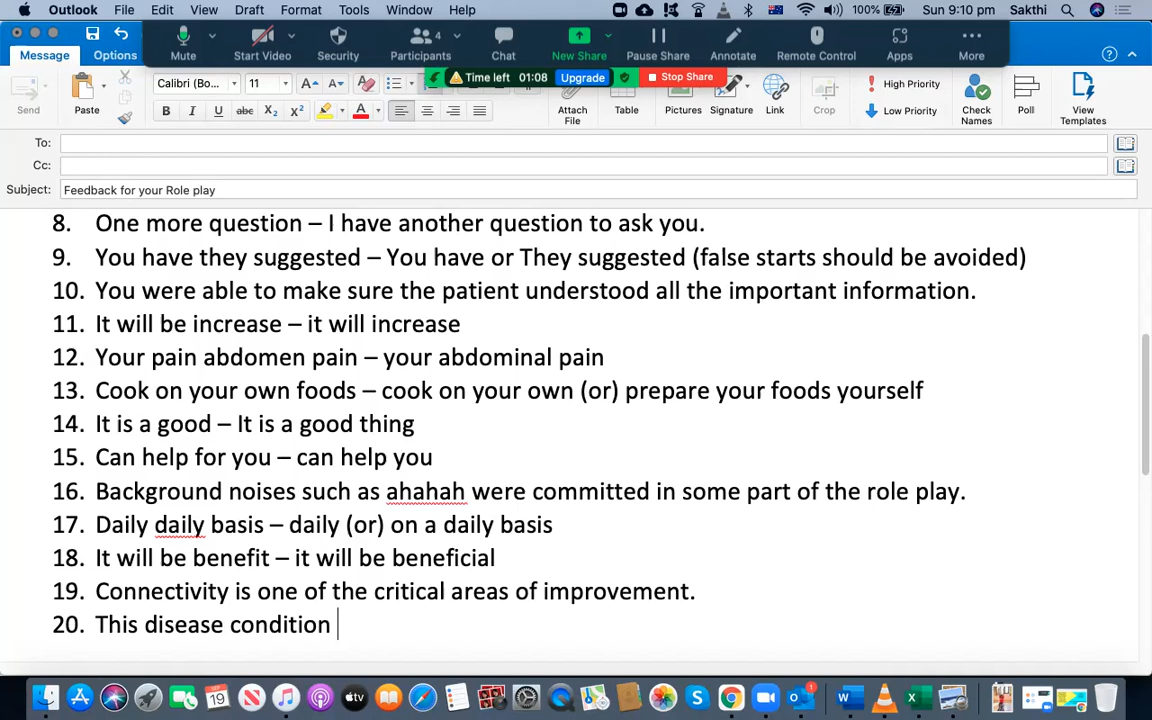 Outlook File Edit View Draft Format Tools Window Help 100% Sun 9:10 pm Sakthi
Message Options
Mute Start Video Security Participants 4 Chat New Share Pause Share Annotate Remote Control Apps More
Time left 01:08 Upgrade Stop Share
Send Paste Calibri (Bo... 11 A A
B I U abc X2 X2 A A
Attach File Table Pictures Signature Link Crop High Priority Low Priority Check Names Poll View Templates
To:
Cc:
Subject: Feedback for your Role play
8. One more question – I have another question to ask you.
9. You have they suggested – You have or They suggested (false starts should be avoided)
10. You were able to make sure the patient understood all the important information.
11. It will be increase – it will increase
12. Your pain abdomen pain – your abdominal pain
13. Cook on your own foods – cook on your own (or) prepare your foods yourself
14. It is a good – It is a good thing
15. Can help for you – can help you
16. Background noises such as ahahah were committed in some part of the role play.
17. Daily daily basis – daily (or) on a daily basis
18. It will be benefit – it will be beneficial
19. Connectivity is one of the critical areas of improvement.
20. This disease condition